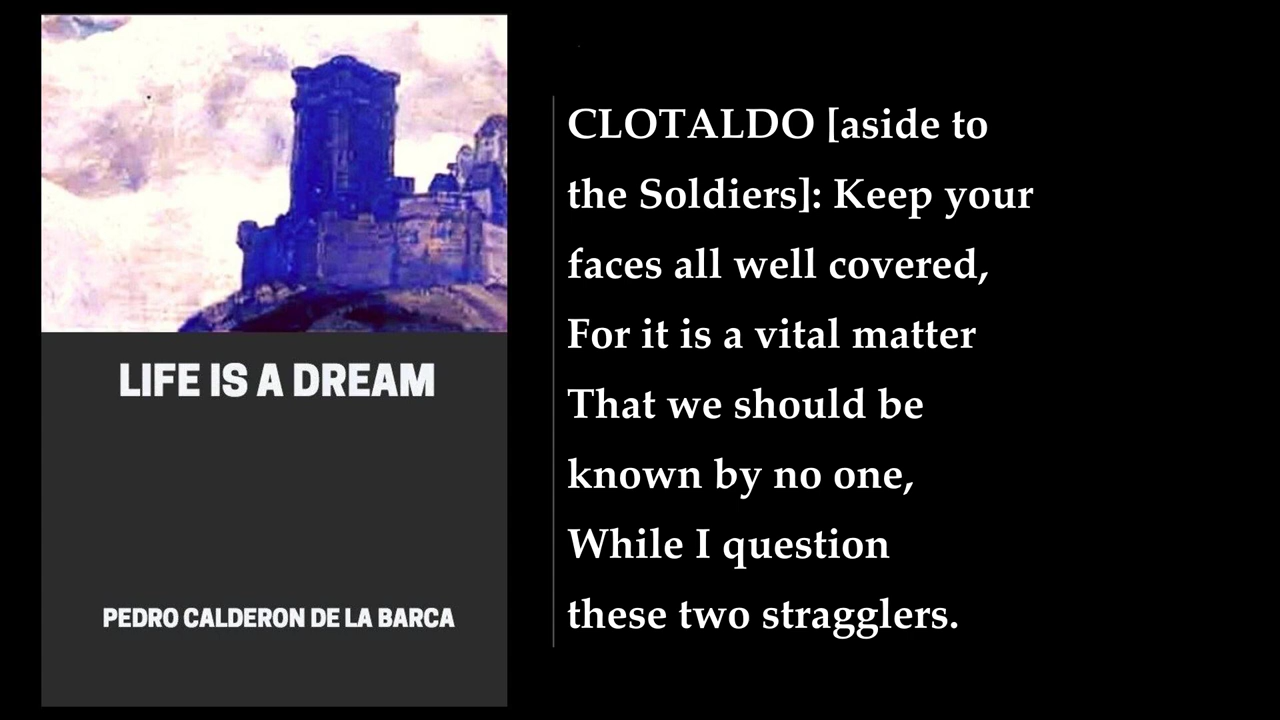 LIFE IS A DREAM
PEDRO CALDERON DE LA BARCA
CLOTALDO [aside to
the Soldiers]: Keep your
faces all well covered,
For it is a vital matter
That we should be
known by no one,
While I question
these two stragglers.